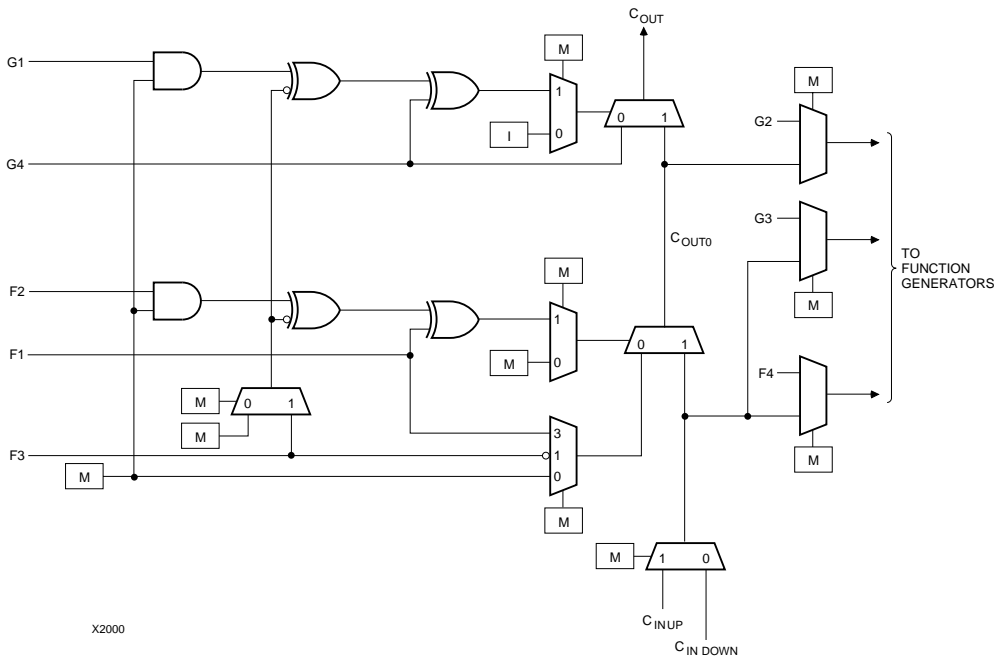 C OUT
M
M
G1
1
G2
0 1
I
0
G4
G3
C OUT0
TO
FUNCTION
GENERATORS
M
F2
M
1
0 1
F1
M
0
F4
M
0 1
M
3
F3
1
M
0
M
M
M
1 0
C IN UP
X2000
C IN DOWN